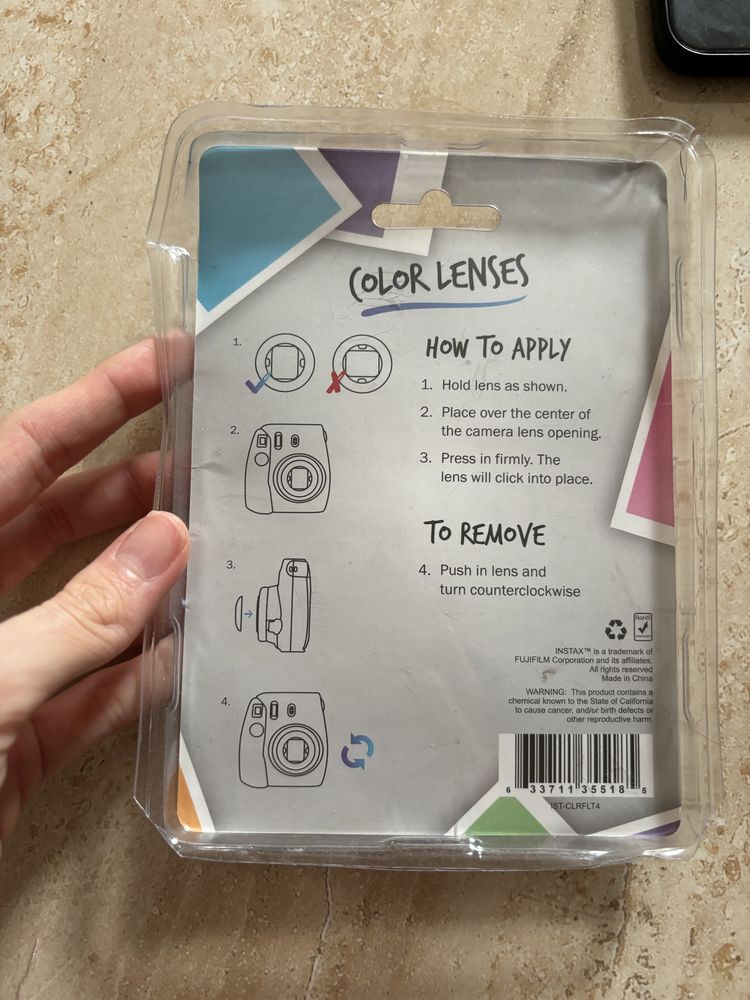 COLOR LENSES
HOW TO APPLY
1. Hold lens as shown.
2. Place over the center of
the camera lens opening.
3. Press in firmly. The
lens will click into place.
TO REMOVE
4. Push in lens and
turn counterclockwise
1.
2.
3.
4.
RoHS
INSTAX™ is a trademark of
FUJIFILM Corporation and its affiliates.
All rights reserved
Made in China
WARNING: This product contains a
chemical known to the State of California
to cause cancer, and/or birth defects or
other reproductive harm.
6 33711 35518 5
IST-CLRFLT4